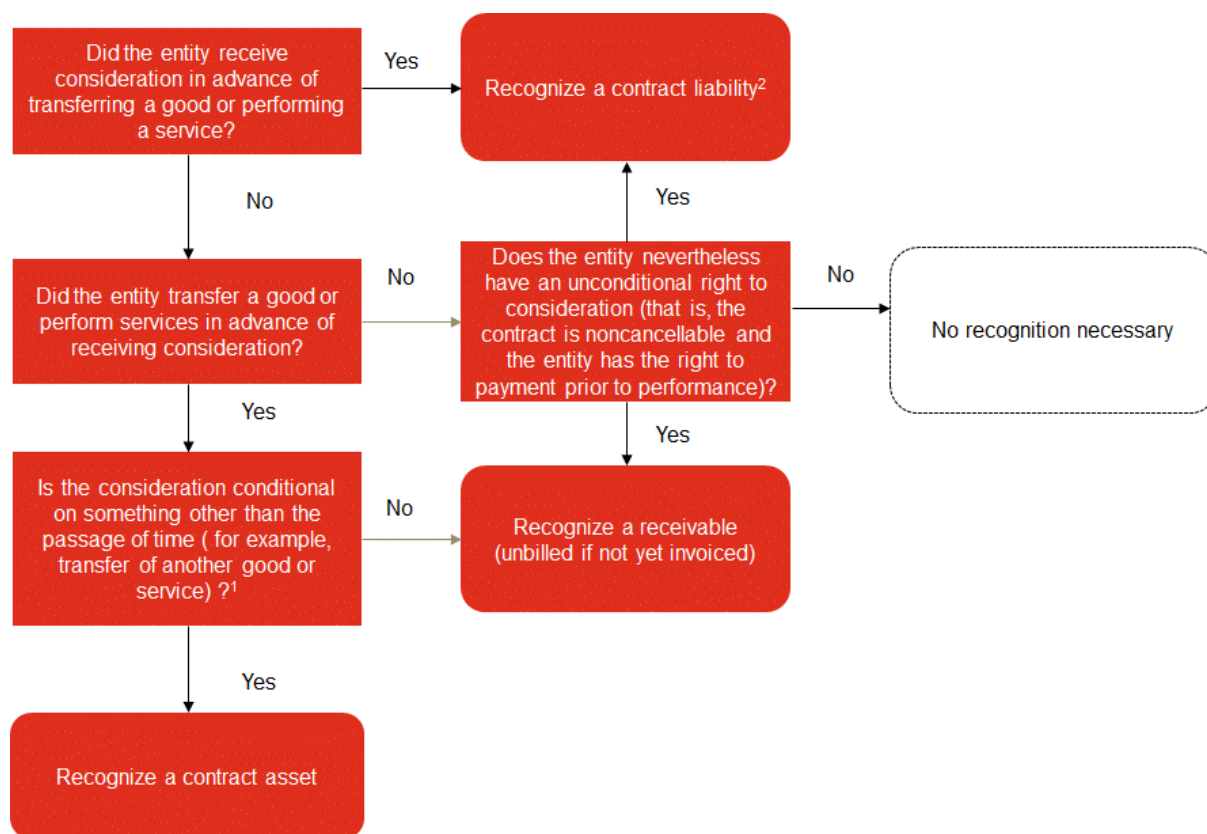 Did the entity receive
consideration in advance of
transferring a good or performing
a service?
Yes
Recognize a contract liability²
No
Yes
Did the entity transfer a good or
perform services in advance of
receiving consideration?
No
Does the entity nevertheless
have an unconditional right to
consideration (that is, the
contract is noncancellable and
the entity has the right to
payment prior to performance)?
No
No recognition necessary
Yes
Yes
Is the consideration conditional
on something other than the
passage of time ( for example,
transfer of another good or
service) ?¹
No
Recognize a receivable
(unbilled if not yet invoiced)
Yes
Recognize a contract asset